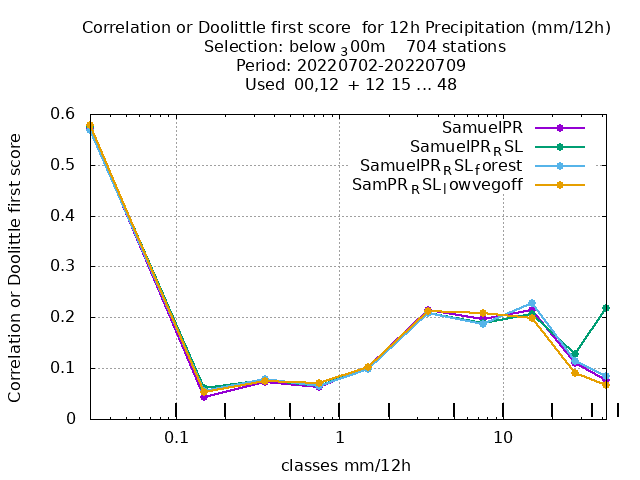 Correlation or Doolittle first score  for 12h Precipitation (mm/12h)
Selection: below ₃00m    704 stations
Period: 20220702-20220709
Used  00,12  + 12 15 ... 48
Correlation or Doolittle first score
0.6
0.5
0.4
0.3
0.2
0.1
0
SamuelPR
SamuelPR_RSL
SamuelPR_RSL_forest
SamPR_RSL_lowvegoff
0.1 1 10
classes mm/12h